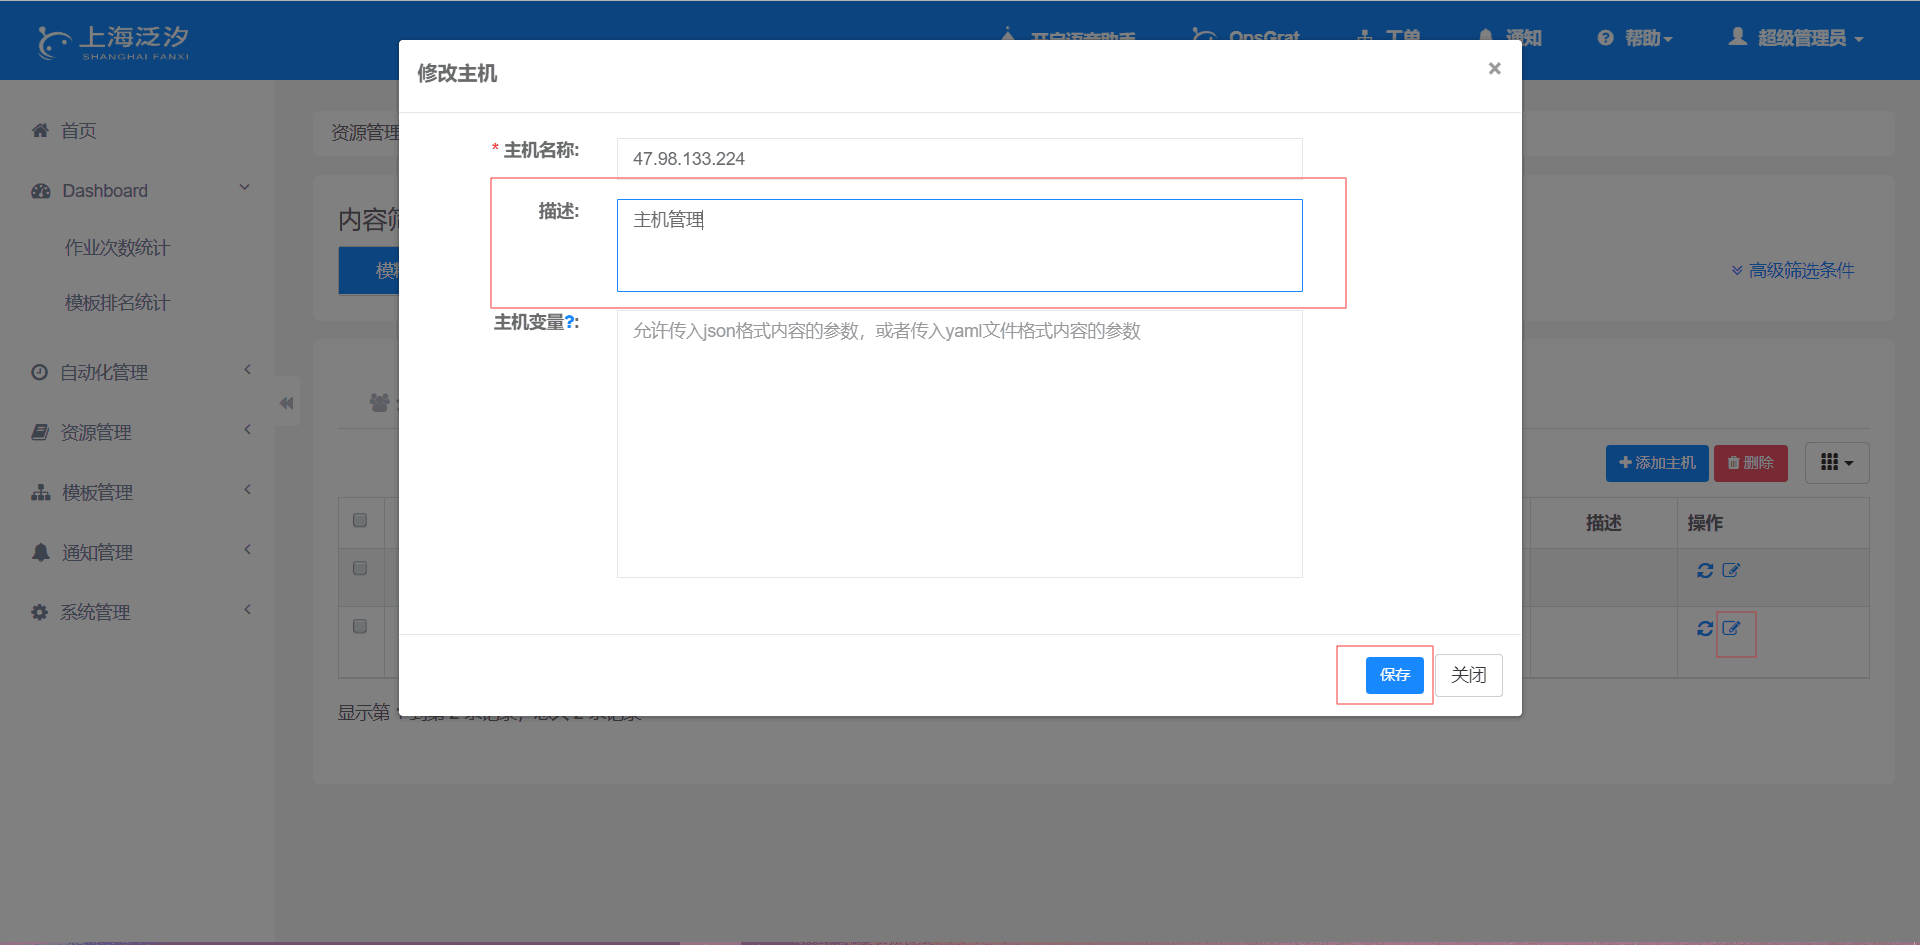 上海泛汐
SHANGHAI FANXI
OpsGrat
工单
通知
帮助
超级管理员
首页
Dashboard
作业次数统计
模板排名统计
自动化管理
资源管理
模板管理
通知管理
系统管理
资源管理
内容筛
模糊
高级筛选条件
添加主机
删除
描述
操作
显示第
修改主机
×
* 主机名称:
47.98.133.224
描述:
主机管理
主机变量?:
允许传入json格式内容的参数，或者传入yaml文件格式内容的参数
保存
关闭